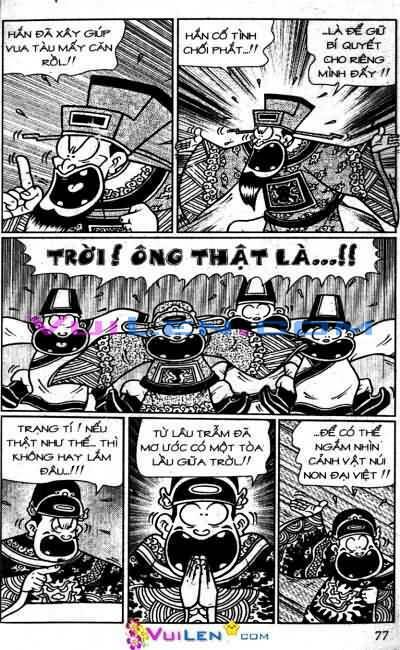 HẮN ĐÃ XÂY GIÚP
VUA TÀU MẤY CĂN
RỒI..!!
HẮN CỐ TÌNH
CHỐI PHẮT...!!
...LÀ ĐỂ GIỮ
BÍ QUYẾT
CHO RIÊNG
MÌNH ĐẤY !!
TRỜI! ÔNG THẬT LÀ...!!
VUILEN.COM
TRẠNG TÍ ! NẾU
THẬT NHƯ THẾ... THÌ
KHÔNG HAY LẮM
ĐÂU...!!!
TỪ LÂU TRẪM ĐÃ
MƠ ƯỚC CÓ MỘT TÒA
LẦU GIỮA TRỜI..!!
...ĐỂ CÓ THỂ
NGẮM NHÌN
CẢNH VẬT NÚI
NON ĐẠI VIỆT !!
VUILEN.COM
77